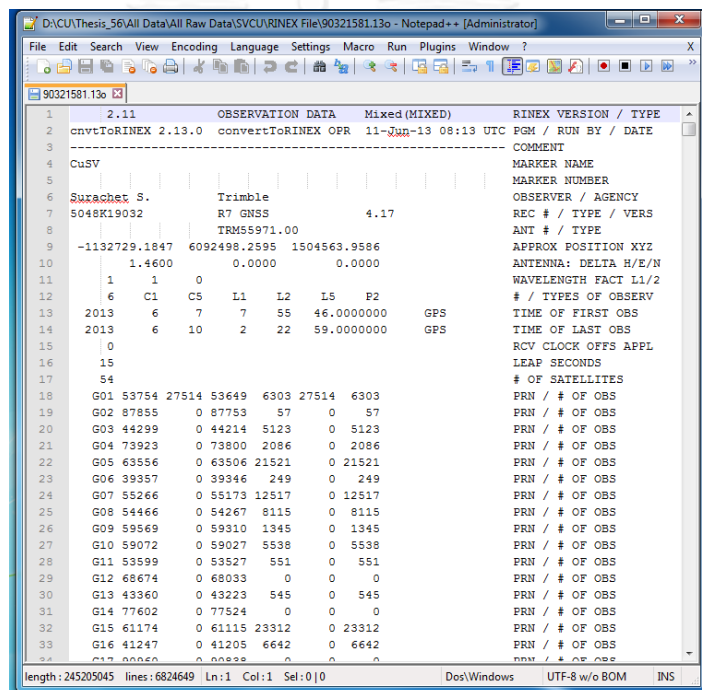 D:\CU\Thesis_56\All Data\All Raw Data\SVCU\RINEX File\90321581.13o - Notepad++ [Administrator]
File Edit Search View Encoding Language Settings Macro Run Plugins Window ? X
90321581.13o
1 2.11 OBSERVATION DATA Mixed(MIXED) RINEX VERSION / TYPE
2 cnvtToRINEX 2.13.0 convertToRINEX OPR 11-Jun-13 08:13 UTC PGM / RUN BY / DATE
3 ------------------------------------------------------------ COMMENT
4 CuSV MARKER NAME
5 MARKER NUMBER
6 Surachet S. Trimble OBSERVER / AGENCY
7 5048K19032 R7 GNSS 4.17 REC # / TYPE / VERS
8 TRM55971.00 ANT # / TYPE
9 -1132729.1847 6092498.2595 1504563.9586 APPROX POSITION XYZ
10 1.4600 0.0000 0.0000 ANTENNA: DELTA H/E/N
11 1 1 0 WAVELENGTH FACT L1/2
12 6 C1 C5 L1 L2 L5 P2 # / TYPES OF OBSERV
13 2013 6 7 7 55 46.0000000 GPS TIME OF FIRST OBS
14 2013 6 10 2 22 59.0000000 GPS TIME OF LAST OBS
15 0 RCV CLOCK OFFS APPL
16 15 LEAP SECONDS
17 54 # OF SATELLITES
18 G01 53754 27514 53649 6303 27514 6303 PRN / # OF OBS
19 G02 87855 0 87753 57 0 57 PRN / # OF OBS
20 G03 44299 0 44214 5123 0 5123 PRN / # OF OBS
21 G04 73923 0 73800 2086 0 2086 PRN / # OF OBS
22 G05 63556 0 63506 21521 0 21521 PRN / # OF OBS
23 G06 39357 0 39346 249 0 249 PRN / # OF OBS
24 G07 55266 0 55173 12517 0 12517 PRN / # OF OBS
25 G08 54466 0 54267 8115 0 8115 PRN / # OF OBS
26 G09 59569 0 59310 1345 0 1345 PRN / # OF OBS
27 G10 59072 0 59027 5538 0 5538 PRN / # OF OBS
28 G11 53599 0 53527 551 0 551 PRN / # OF OBS
29 G12 68674 0 68033 0 0 0 PRN / # OF OBS
30 G13 43360 0 43223 545 0 545 PRN / # OF OBS
31 G14 77602 0 77524 0 0 0 PRN / # OF OBS
32 G15 61174 0 61115 23312 0 23312 PRN / # OF OBS
33 G16 41247 0 41205 6642 0 6642 PRN / # OF OBS
length : 245205045 lines : 6824649 Ln : 1 Col : 1 Sel : 0 | 0 Dos\Windows UTF-8 w/o BOM INS